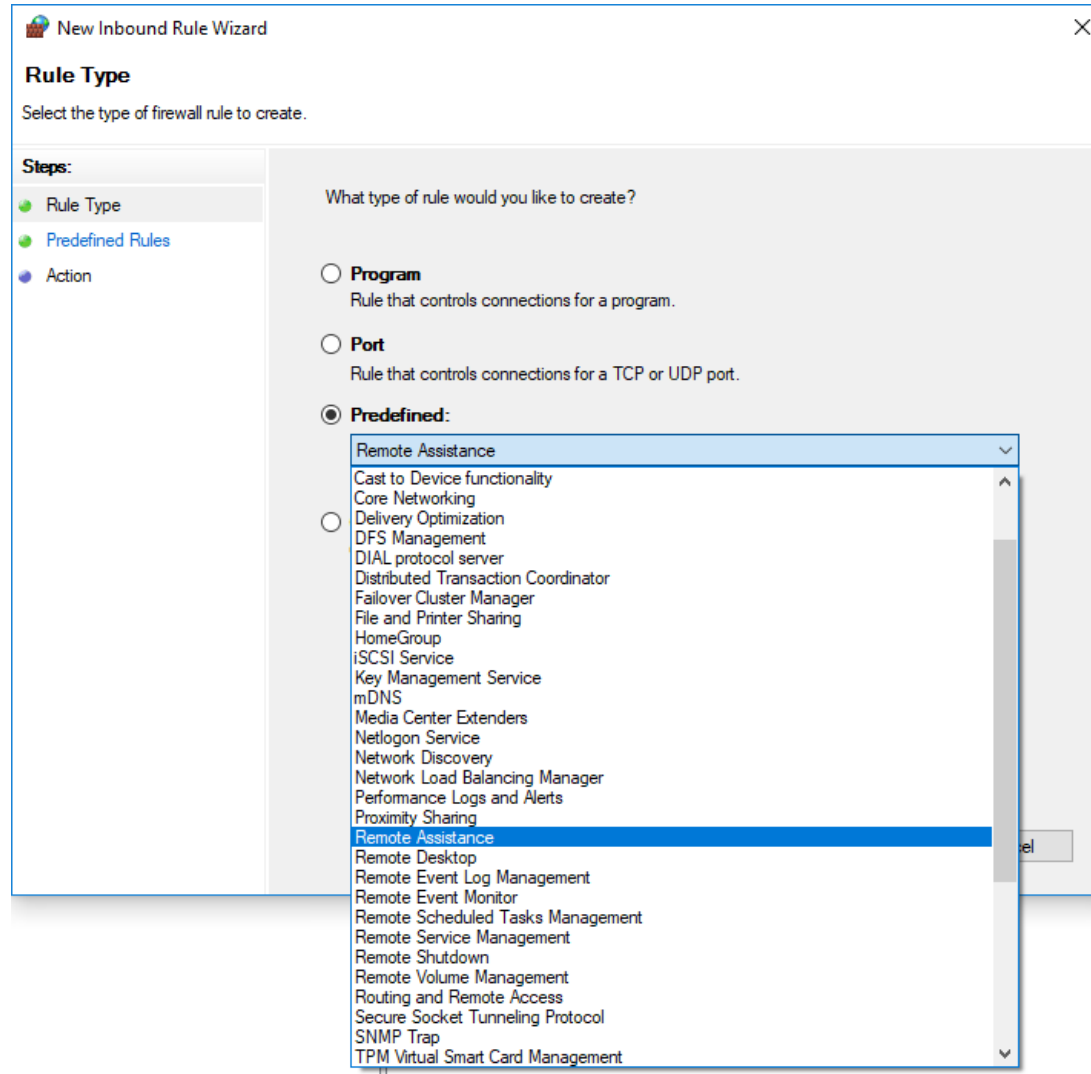 New Inbound Rule Wizard
Rule Type
Select the type of firewall rule to create.
Steps:
Rule Type
Predefined Rules
Action
What type of rule would you like to create?
Program
Rule that controls connections for a program.
Port
Rule that controls connections for a TCP or UDP port.
Predefined:
Remote Assistance
Cast to Device functionality
Core Networking
Delivery Optimization
DFS Management
DIAL protocol server
Distributed Transaction Coordinator
Failover Cluster Manager
File and Printer Sharing
HomeGroup
iSCSI Service
Key Management Service
mDNS
Media Center Extenders
Netlogon Service
Network Discovery
Network Load Balancing Manager
Performance Logs and Alerts
Proximity Sharing
Remote Assistance
Remote Desktop
Remote Event Log Management
Remote Event Monitor
Remote Scheduled Tasks Management
Remote Service Management
Remote Shutdown
Remote Volume Management
Routing and Remote Access
Secure Socket Tunneling Protocol
SNMP Trap
TPM Virtual Smart Card Management